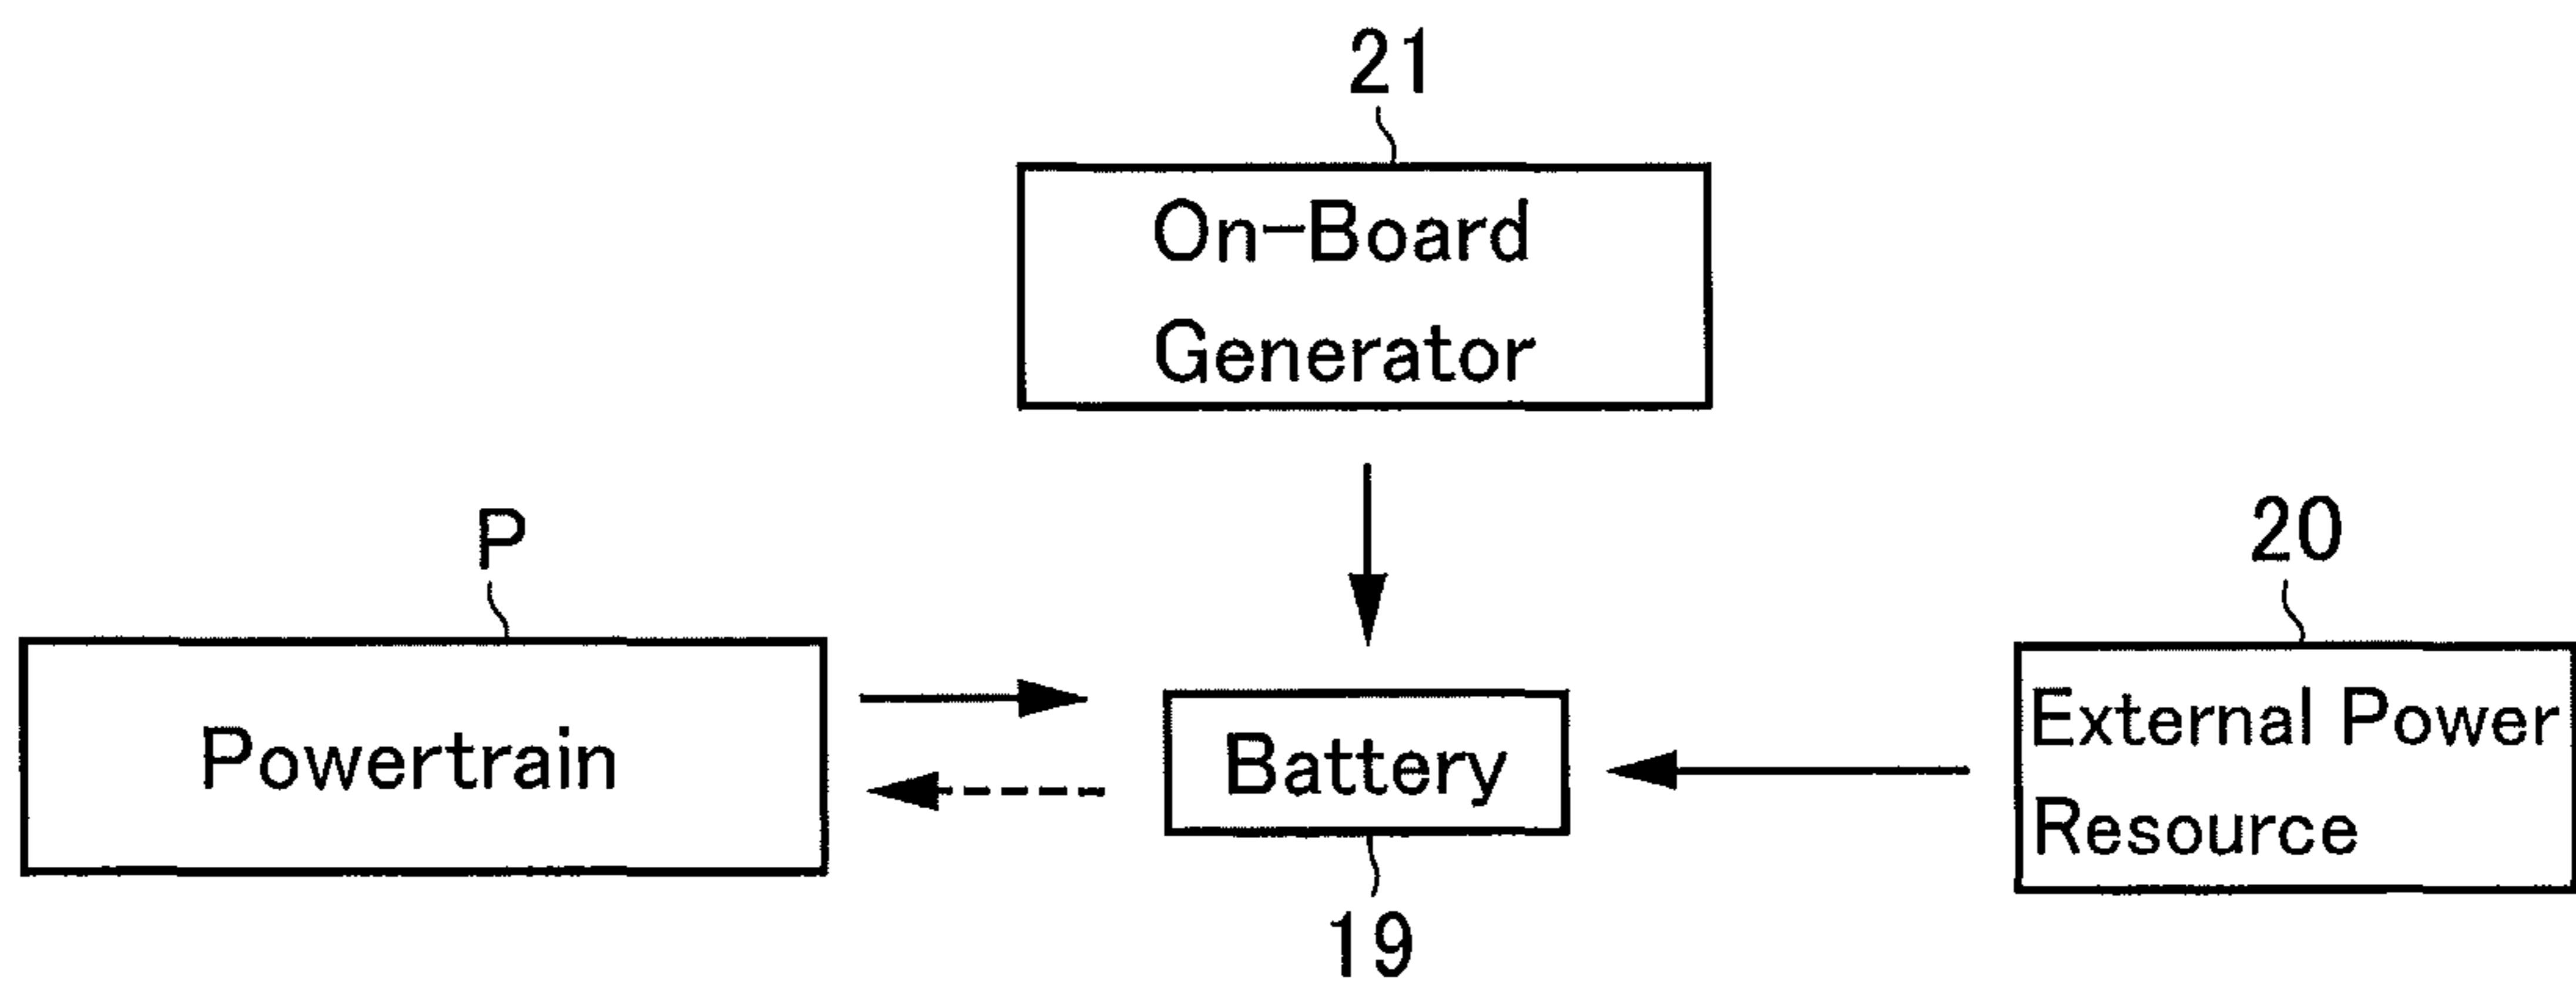 21
On-Board
Generator
P
20
Powertrain
Battery
External Power
Resource
19